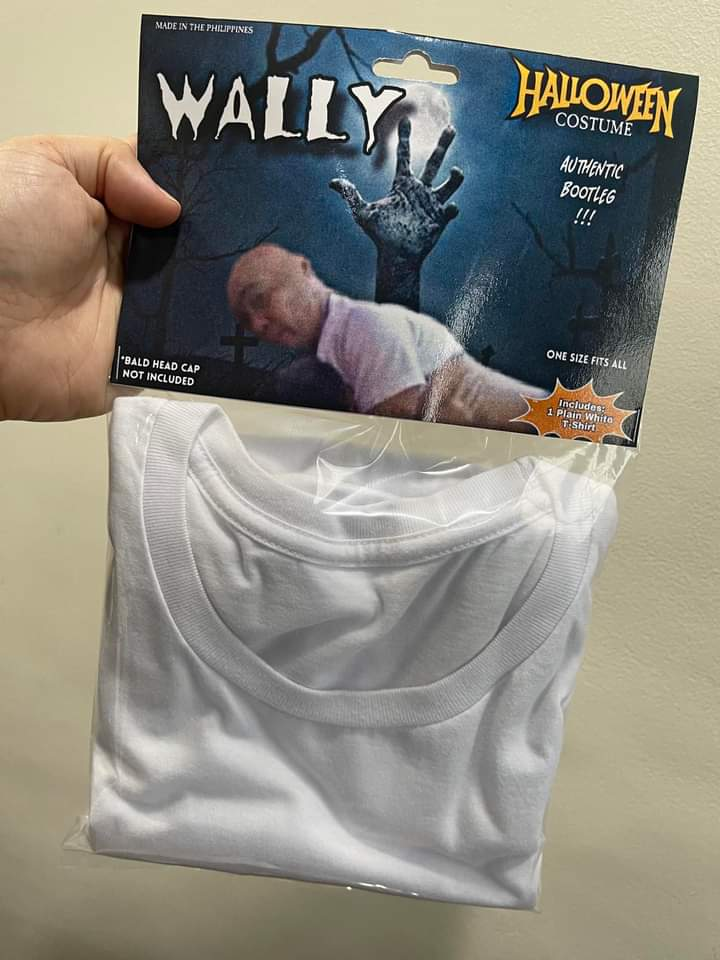 MADE IN THE PHILIPPINES
WALLY
HALLOWEEN
COSTUME
AUTHENTIC
BOOTLEG
!!!
ONE SIZE FITS ALL
*BALD HEAD CAP
NOT INCLUDED
Includes:
1 Plain White
T-Shirt